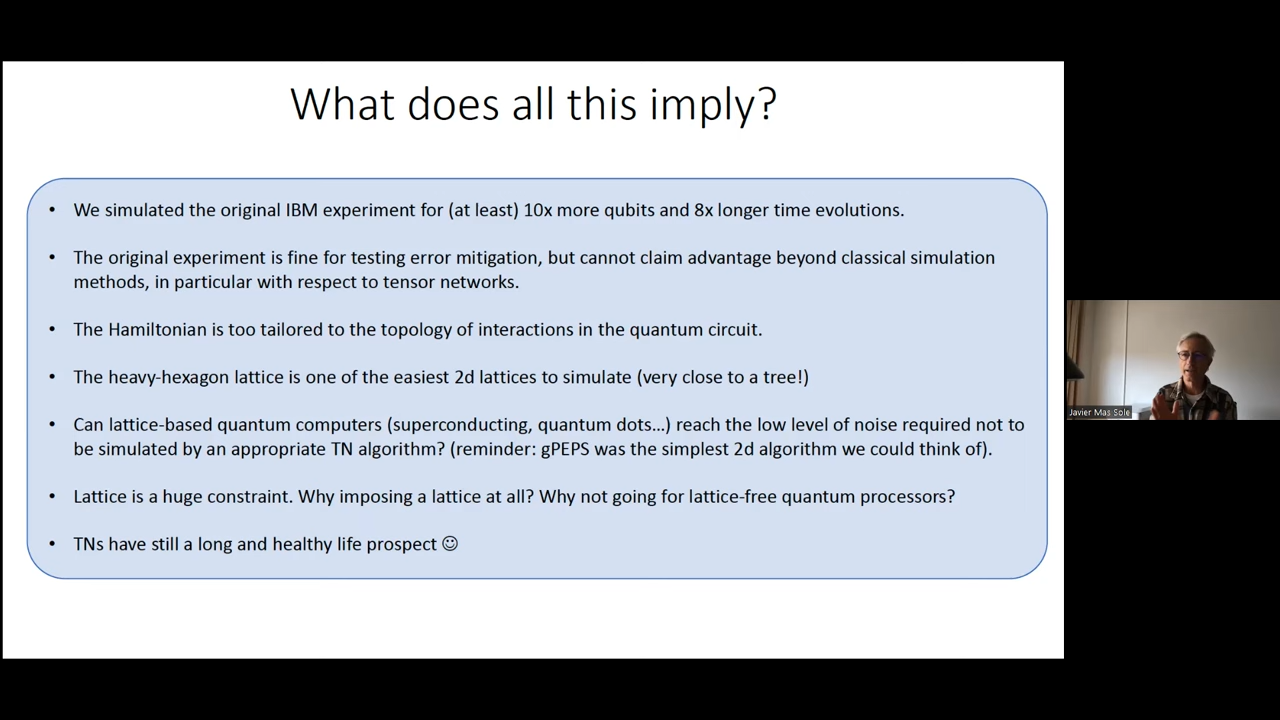 What does all this imply?
• We simulated the original IBM experiment for (at least) 10x more qubits and 8x longer time evolutions.
• The original experiment is fine for testing error mitigation, but cannot claim advantage beyond classical simulation
methods, in particular with respect to tensor networks.
• The Hamiltonian is too tailored to the topology of interactions in the quantum circuit.
• The heavy-hexagon lattice is one of the easiest 2d lattices to simulate (very close to a tree!)
• Can lattice-based quantum computers (superconducting, quantum dots…) reach the low level of noise required not to
be simulated by an appropriate TN algorithm? (reminder: gPEPS was the simplest 2d algorithm we could think of).
• Lattice is a huge constraint. Why imposing a lattice at all? Why not going for lattice-free quantum processors?
• TNs have still a long and healthy life prospect ☺
Javier Mas Sole